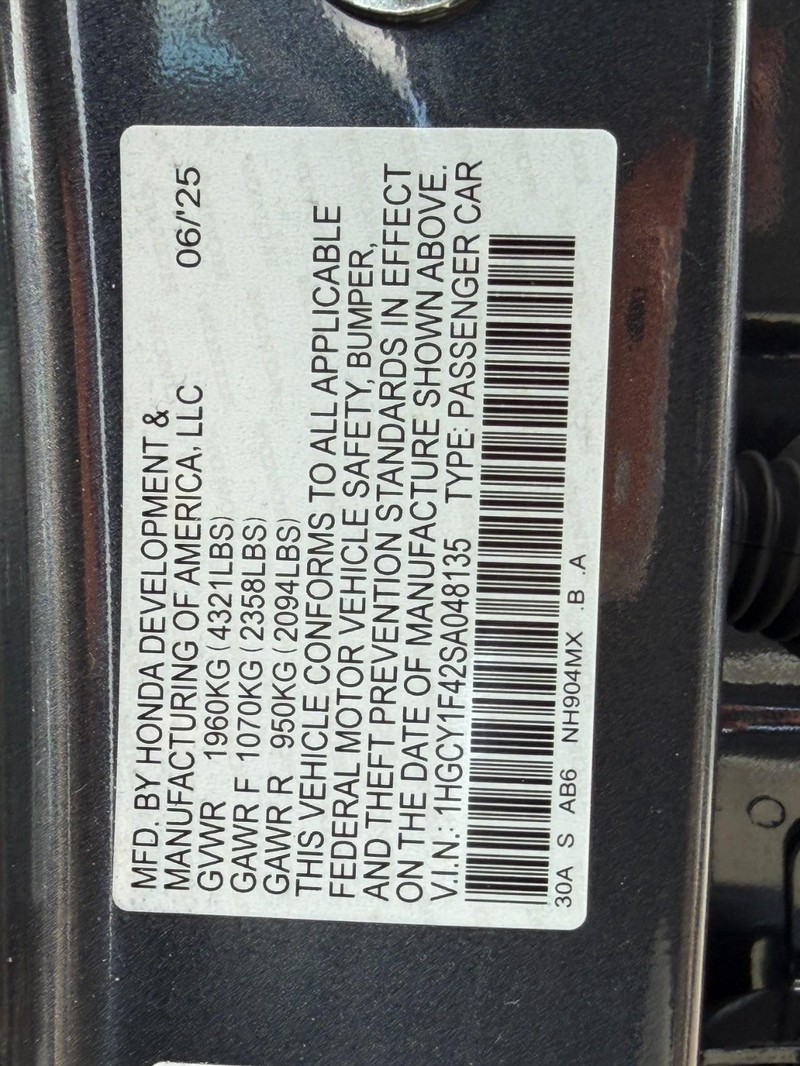 MFD. BY HONDA DEVELOPMENT &
MANUFACTURING OF AMERICA, LLC 06/'25
GVWR 1960KG (4321LBS)
GAWR F 1070KG (2358LBS)
GAWR R 950KG (2094LBS)
THIS VEHICLE CONFORMS TO ALL APPLICABLE
FEDERAL MOTOR VEHICLE SAFETY, BUMPER,
AND THEFT PREVENTION STANDARDS IN EFFECT
ON THE DATE OF MANUFACTURE SHOWN ABOVE.
V.I.N.: 1HGCY1F42SA048135 TYPE: PASSENGER CAR
30A S AB6 NH904MX .B .A